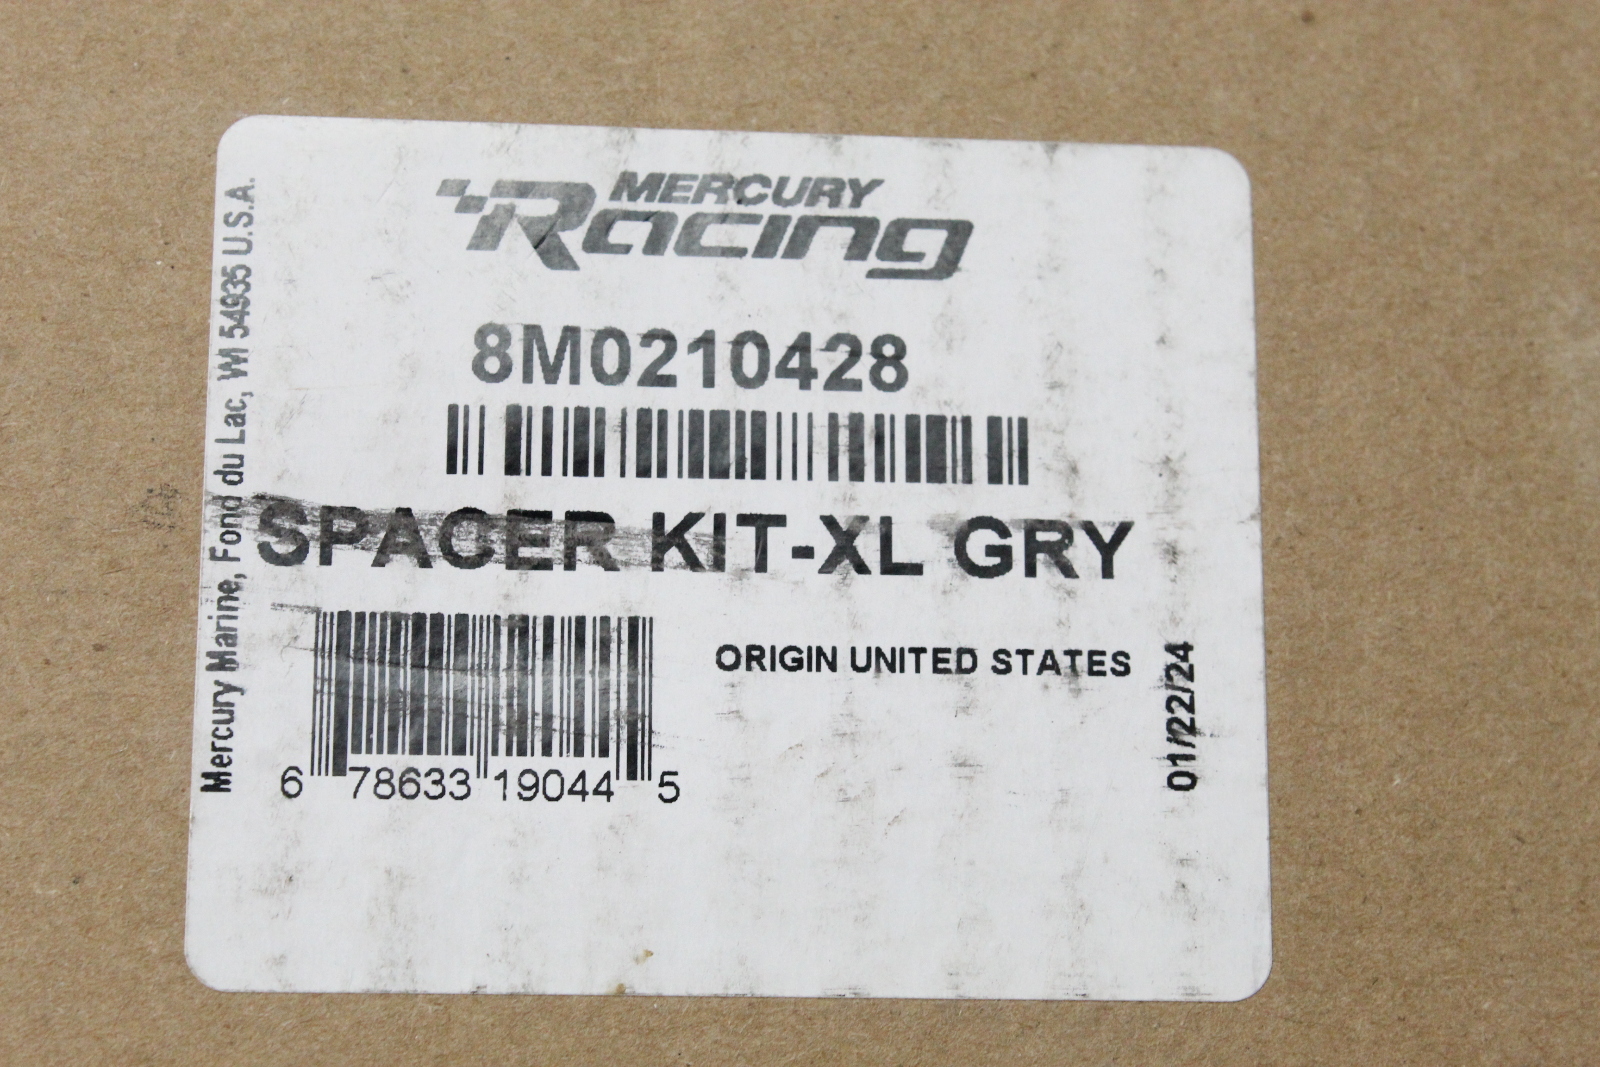 MERCURY
Racing
8M0210428
SPACER KIT-XL GRY
6 78633 19044 5
ORIGIN UNITED STATES
01/22/24
Mercury Marine, Fond du Lac, WI 54935 U.S.A.